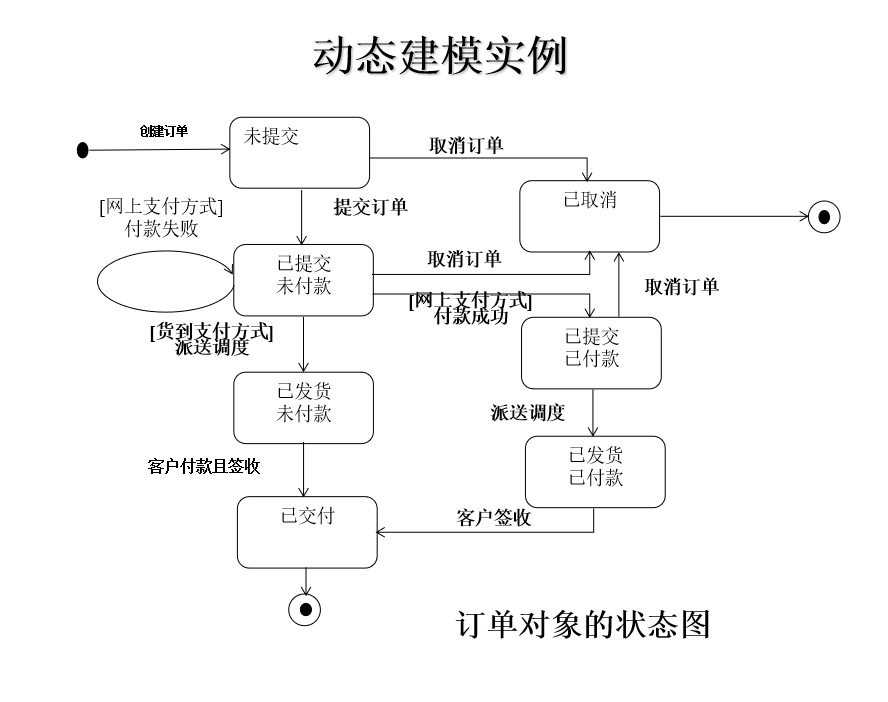 动态建模实例
创建订单
未提交
取消订单
已取消
[网上支付方式]
付款失败
提交订单
已提交
未付款
取消订单
[网上支付方式]
付款成功
取消订单
[货到支付方式]
派送调度
已提交
已付款
已发货
未付款
派送调度
客户付款且签收
已发货
已付款
已交付
客户签收
订单对象的状态图